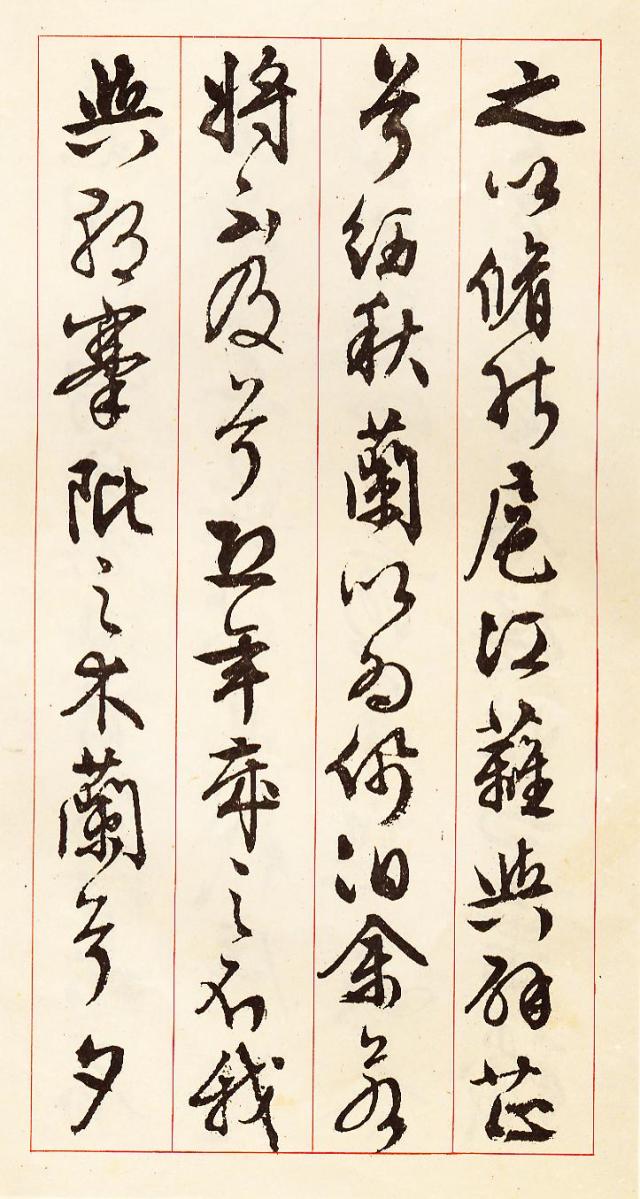 之以脩能扈江蘺與辟芷
兮紉秋蘭以為佩汩余若
將不及兮恐年歲之不我
與朝搴阰之木蘭兮夕